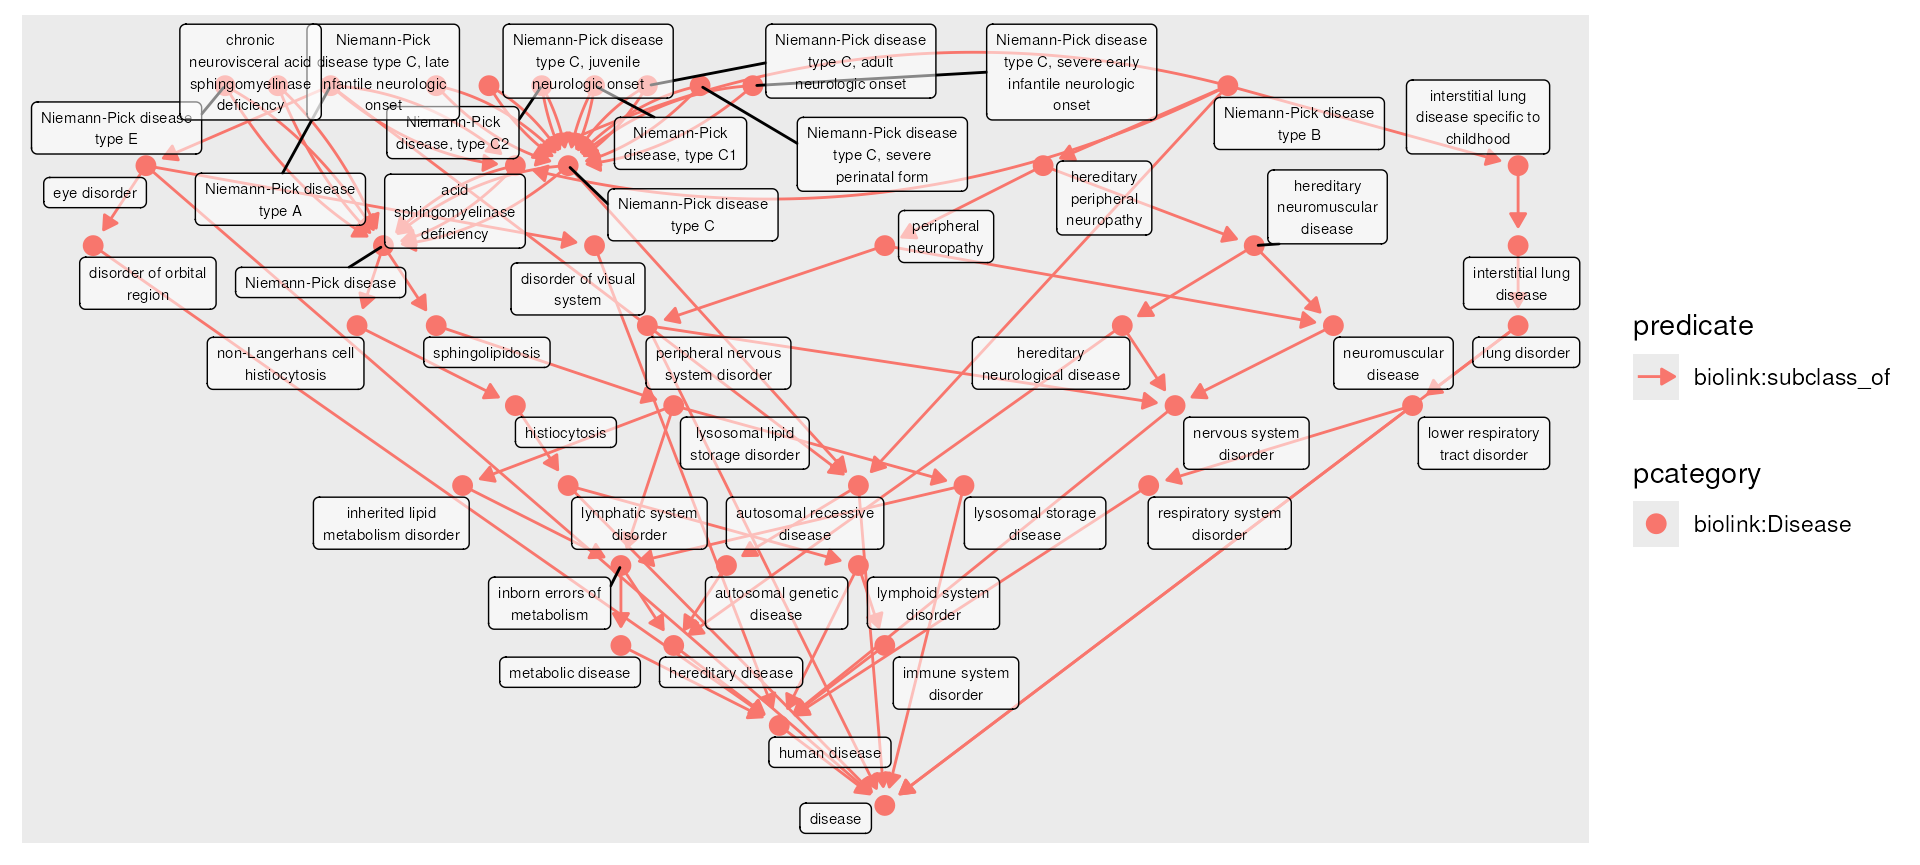 chronic
neurovisceral acid
sphingomyelinase
deficiency
Niemann-Pick
disease type C, late
infantile neurologic
onset
Niemann-Pick disease
type C, juvenile
neurologic onset
Niemann-Pick disease
type C, adult
neurologic onset
Niemann-Pick disease
type C, severe early
infantile neurologic
onset
Niemann-Pick disease
type B
interstitial lung
disease specific to
childhood
Niemann-Pick disease
type E
Niemann-Pick
disease, type C2
Niemann-Pick
disease, type C1
Niemann-Pick disease
type C, severe
perinatal form
eye disorder
Niemann-Pick disease
type A
acid
sphingomyelinase
deficiency
Niemann-Pick disease
type C
hereditary
peripheral
neuropathy
hereditary
neuromuscular
disease
peripheral
neuropathy
disorder of orbital
region
Niemann-Pick disease
disorder of visual
system
interstitial lung
disease
non-Langerhans cell
histiocytosis
sphingolipidosis
peripheral nervous
system disorder
hereditary
neurological disease
neuromuscular
disease
lung disorder
histiocytosis
lysosomal lipid
storage disorder
nervous system
disorder
lower respiratory
tract disorder
inherited lipid
metabolism disorder
lymphatic system
disorder
autosomal recessive
disease
lysosomal storage
disease
respiratory system
disorder
inborn errors of
metabolism
autosomal genetic
disease
lymphoid system
disorder
metabolic disease
hereditary disease
immune system
disorder
human disease
disease
predicate
biolink:subclass_of
pcategory
biolink:Disease